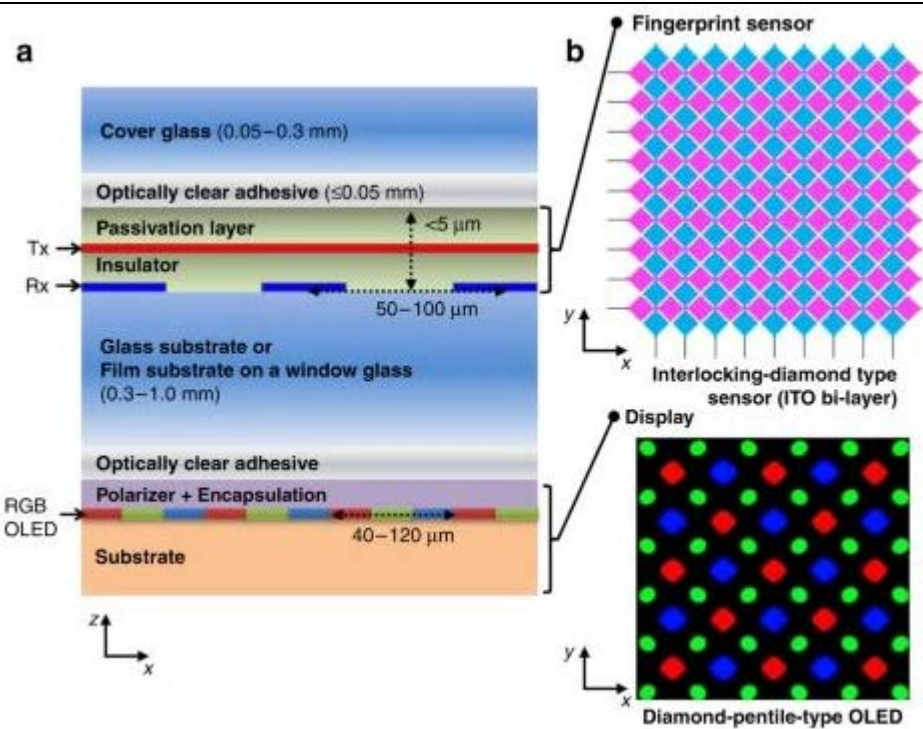 a
Cover glass (0.05–0.3 mm)
Optically clear adhesive (≤0.05 mm)
Passivation layer
<5 μm
Tx
Insulator
Rx
50–100 μm
Glass substrate or
Film substrate on a window glass
(0.3–1.0 mm)
Optically clear adhesive
Polarizer + Encapsulation
RGB
OLED
40–120 μm
Substrate
z
x
Fingerprint sensor
b
y
x
Interlocking-diamond type
sensor (ITO bi-layer)
Display
y
x
Diamond-pentile-type OLED